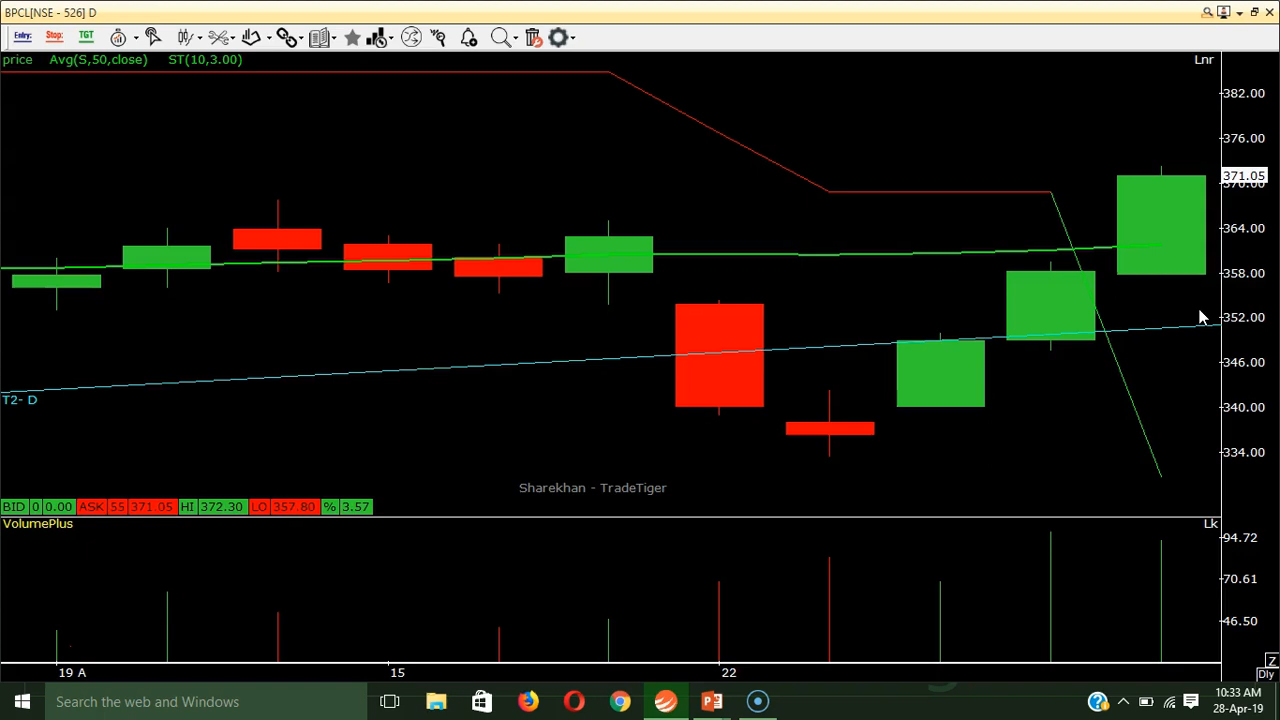 BPCL[NSE - 526] D
Entry: Stop: TGT
price Avg(S,50,close) ST(10,3.00) Lnr
382.00
376.00
371.05
370.00
364.00
358.00
352.00
346.00
T2- D
340.00
334.00
Sharekhan - TradeTiger
BID 0 0.00 ASK 55 371.05 HI 372.30 LO 357.80 % 3.57
VolumePlus Lk
94.72
70.61
46.50
19 A 15 22 Z
Dly
Search the web and Windows
10:33 AM
28-Apr-19